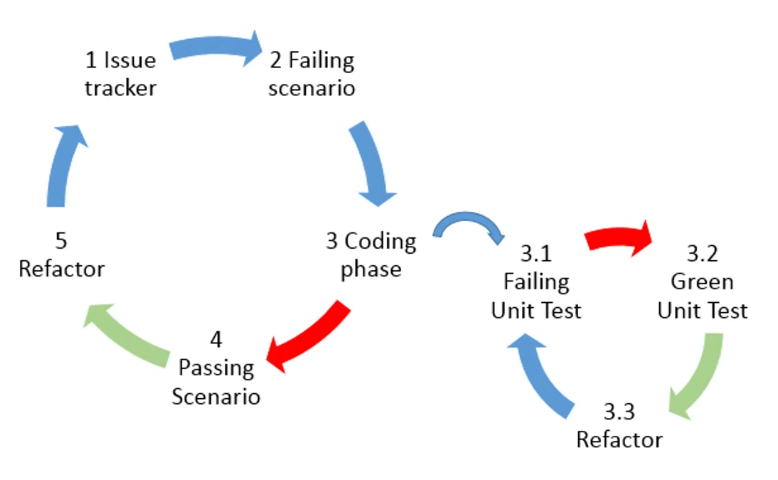 1 Issue
tracker
2 Failing
scenario
3 Coding
phase
4
Passing
Scenario
5
Refactor
3.1
Failing
Unit Test
3.2
Green
Unit Test
3.3
Refactor